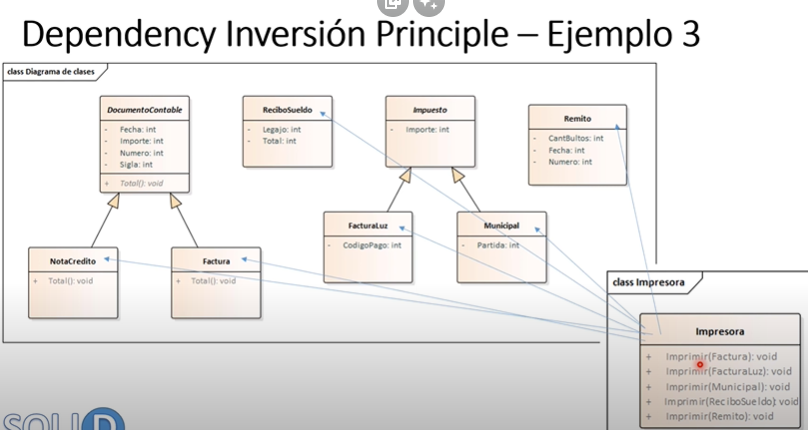 Dependency Inversión Principle – Ejemplo 3
class Diagrama de clases
DocumentoContable
- Fecha: int
- Importe: int
- Numero: int
- Sigla: int
+ Total(): void
ReciboSueldo
- Legajo: int
- Total: int
Impuesto
- Importe: int
Remito
- CantBultos: int
- Fecha: int
- Numero: int
NotaCredito
+ Total(): void
Factura
+ Total(): void
FacturaLuz
- CodigoPago: int
Municipal
- Partida: int
class Impresora
Impresora
+ Imprimir(Factura): void
+ Imprimir(FacturaLuz): void
+ Imprimir(Municipal): void
+ Imprimir(ReciboSueldo): void
+ Imprimir(Remito): void
SOLID